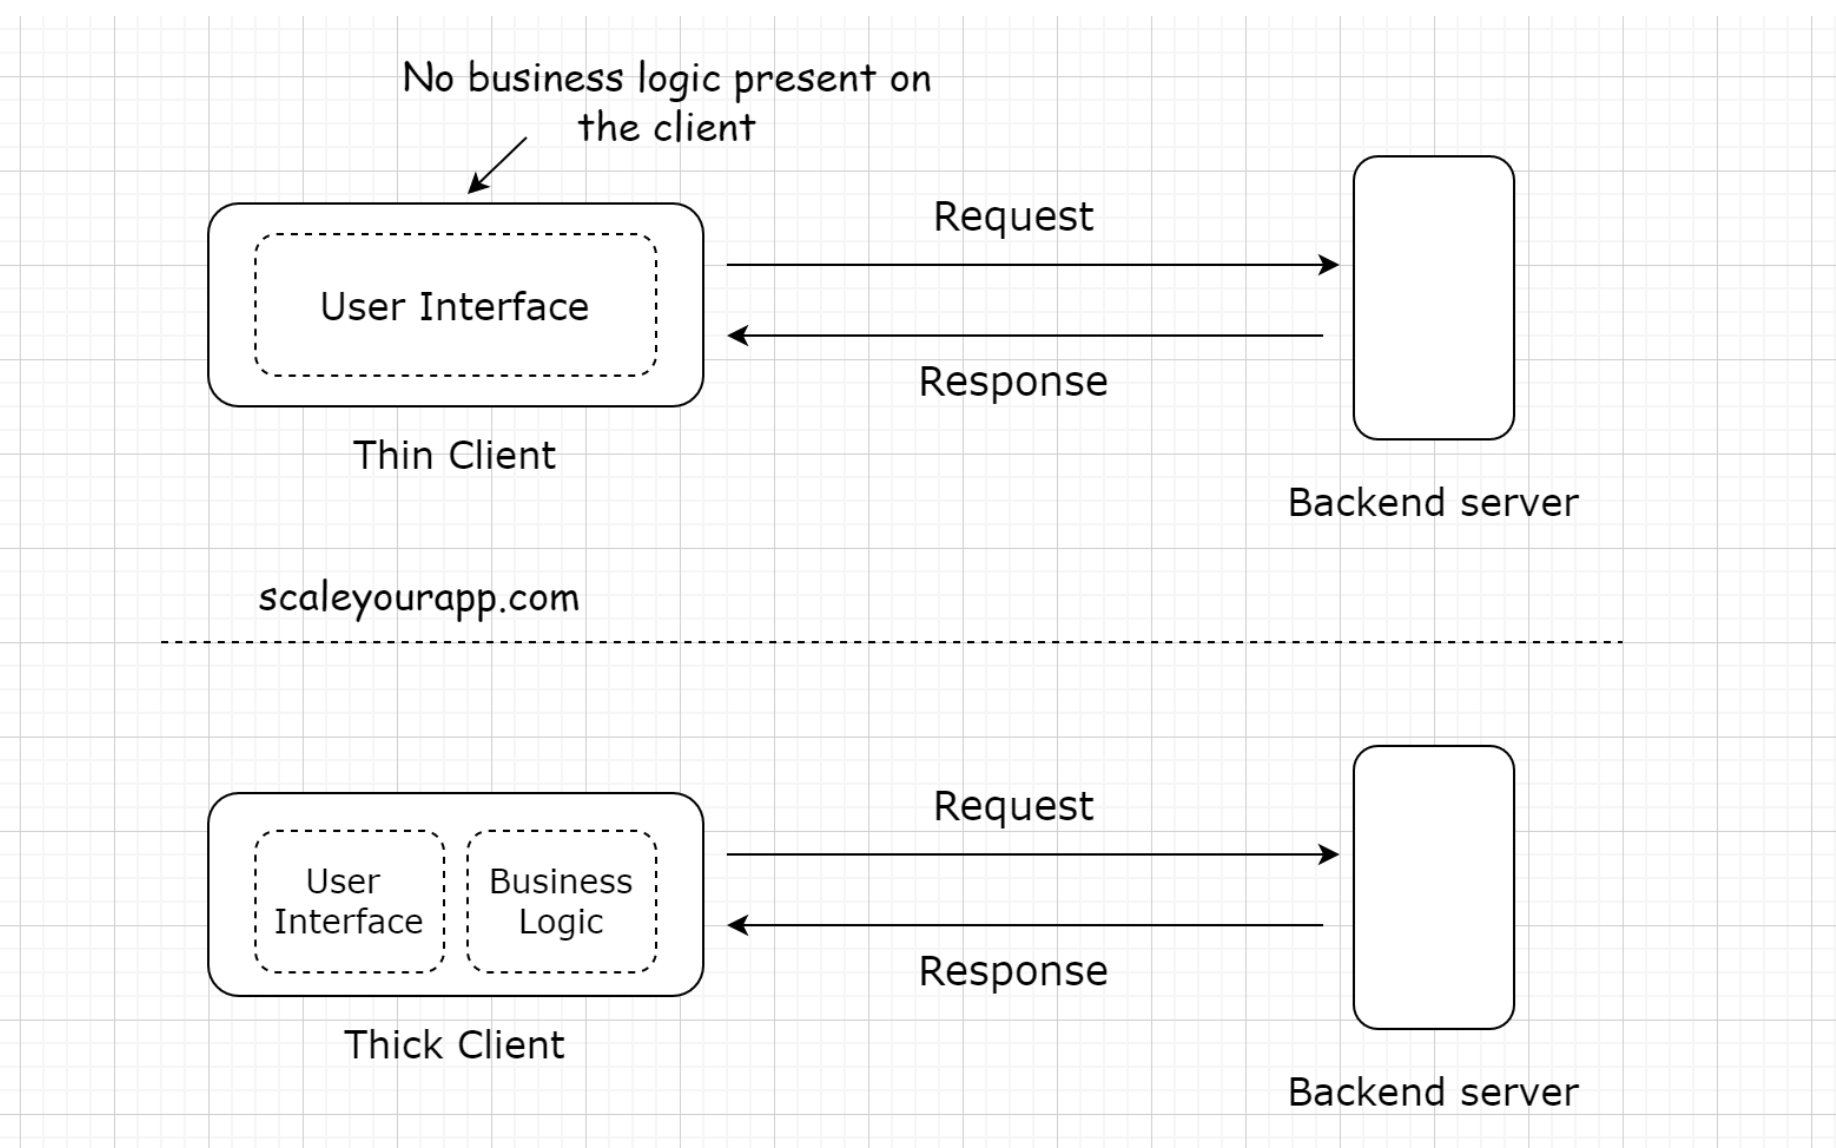 No business logic present on
the client
Request
User Interface
Response
Thin Client
Backend server
scaleyourapp.com
Request
User
Interface
Business
Logic
Response
Thick Client
Backend server